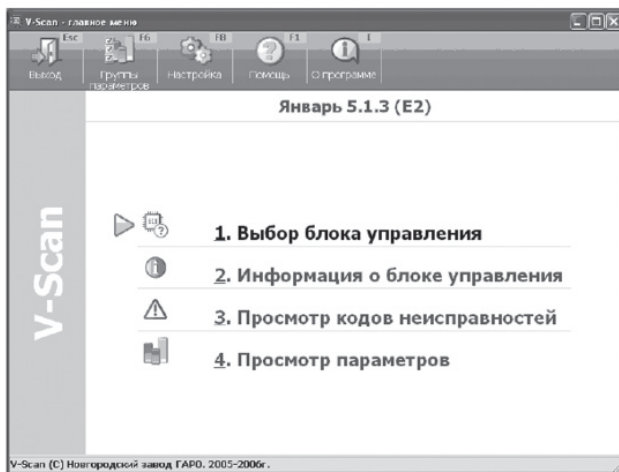 V-Scan - главное меню
Esc
F6
F8
F1
I
Выход
Группы параметров
Настройка
Помощь
О программе
Январь 5.1.3 (E2)
V-Scan
1. Выбор блока управления
2. Информация о блоке управления
3. Просмотр кодов неисправностей
4. Просмотр параметров
V-Scan (C) Новгородский завод ГАРО. 2005-2006г.